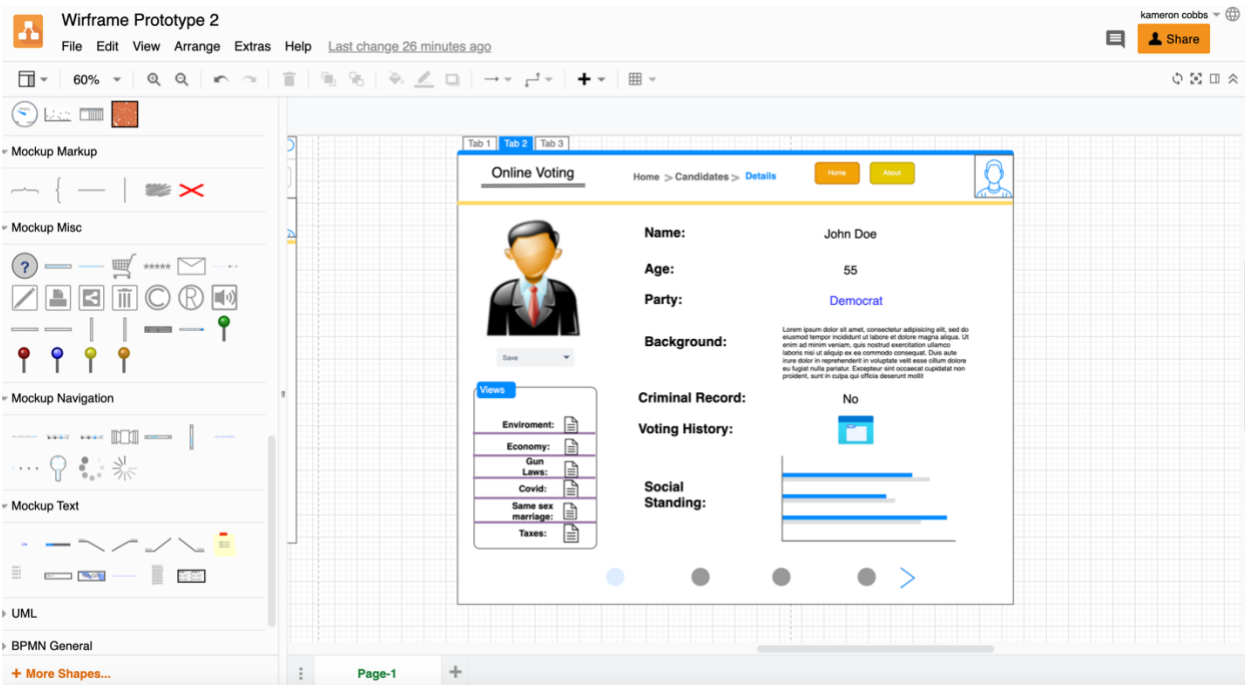 Wirframe Prototype 2
kameron cobbs
File Edit View Arrange Extras Help Last change 26 minutes ago
Share
60%
Mockup Markup
Mockup Misc
?
Mockup Navigation
Mockup Text
UML
BPMN General
+ More Shapes...
Tab 1 Tab 2 Tab 3
Online Voting
Home > Candidates > Details
Home
About
Save
Views
Enviroment:
Economy:
Gun
Laws:
Covid:
Same sex
marriage:
Taxes:
Name: John Doe
Age: 55
Party: Democrat
Background:
Lorem ipsum dolor sit amet, consectetur adipisicing elit, sed do
eiusmod tempor incididunt ut labore et dolore magna aliqua. Ut
enim ad minim veniam, quis nostrud exercitation ullamco
laboris nisi ut aliquip ex ea commodo consequat. Duis aute
irure dolor in reprehenderit in voluptate velit esse cillum dolore
eu fugiat nulla pariatur. Excepteur sint occaecat cupidatat non
proident, sunt in culpa qui officia deserunt mollit
Criminal Record: No
Voting History:
Social
Standing:
Page-1